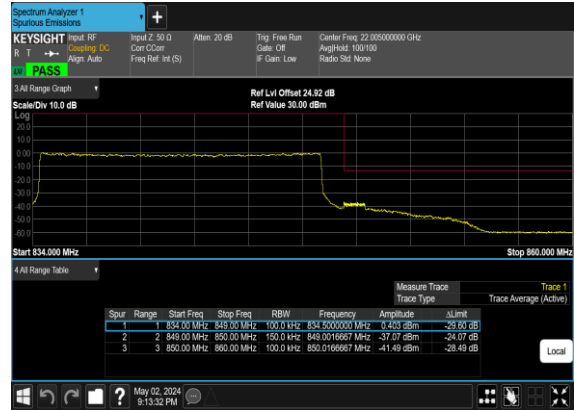 Spectrum Analyzer 1
Spurious Emissions
KEYSIGHT Input: RF Input Z: 50 Ω Atten: 20 dB Trig: Free Run Center Freq: 22.005000000 GHz
R T Coupling: DC Corr CCorr Gate: Off Avg|Hold: 100/100
Align: Auto Freq Ref: Int (S) IF Gain: Low Radio Std: None
LW PASS
3 All Range Graph
Ref Lvl Offset 24.92 dB
Scale/Div 10.0 dB Ref Value 30.00 dBm
Log
20.0
10.0
0.00
-10.0
-20.0
-30.0
-40.0
-50.0
-60.0
Start 834.000 MHz Stop 860.000 MHz
4 All Range Table
Measure Trace Trace 1
Trace Type Trace Average (Active)
Spur Range Start Freq Stop Freq RBW Frequency Amplitude ΔLimit
1 1 834.00 MHz 849.00 MHz 100.0 kHz 834.5000000 MHz 0.403 dBm -29.60 dB
2 2 849.00 MHz 850.00 MHz 150.0 kHz 849.0016667 MHz -37.07 dBm -24.07 dB
3 3 850.00 MHz 860.00 MHz 100.0 kHz 850.0166667 MHz -41.49 dBm -28.49 dB
Local
? May 02, 2024
9:13:32 PM